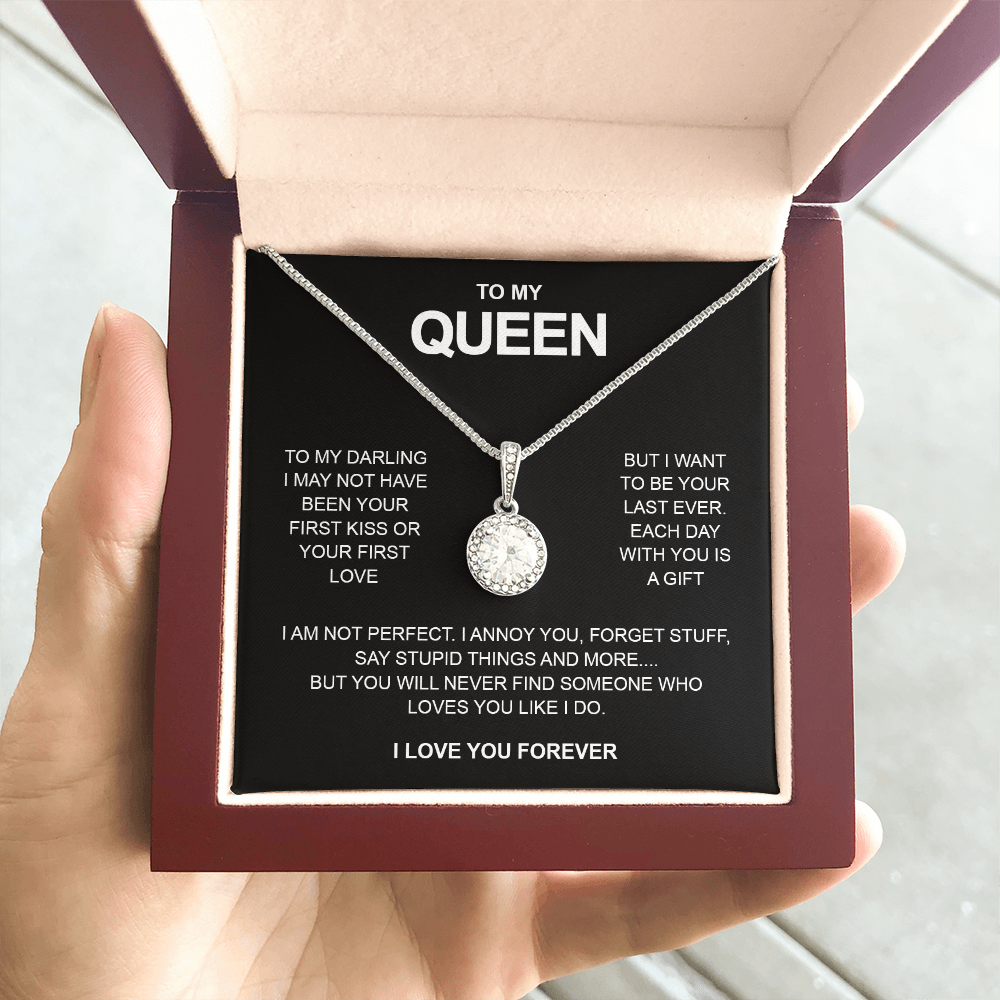 TO MY
QUEEN
TO MY DARLING
I MAY NOT HAVE
BEEN YOUR
FIRST KISS OR
YOUR FIRST
LOVE
BUT I WANT
TO BE YOUR
LAST EVER.
EACH DAY
WITH YOU IS
A GIFT
I AM NOT PERFECT. I ANNOY YOU, FORGET STUFF,
SAY STUPID THINGS AND MORE....
BUT YOU WILL NEVER FIND SOMEONE WHO
LOVES YOU LIKE I DO.
I LOVE YOU FOREVER